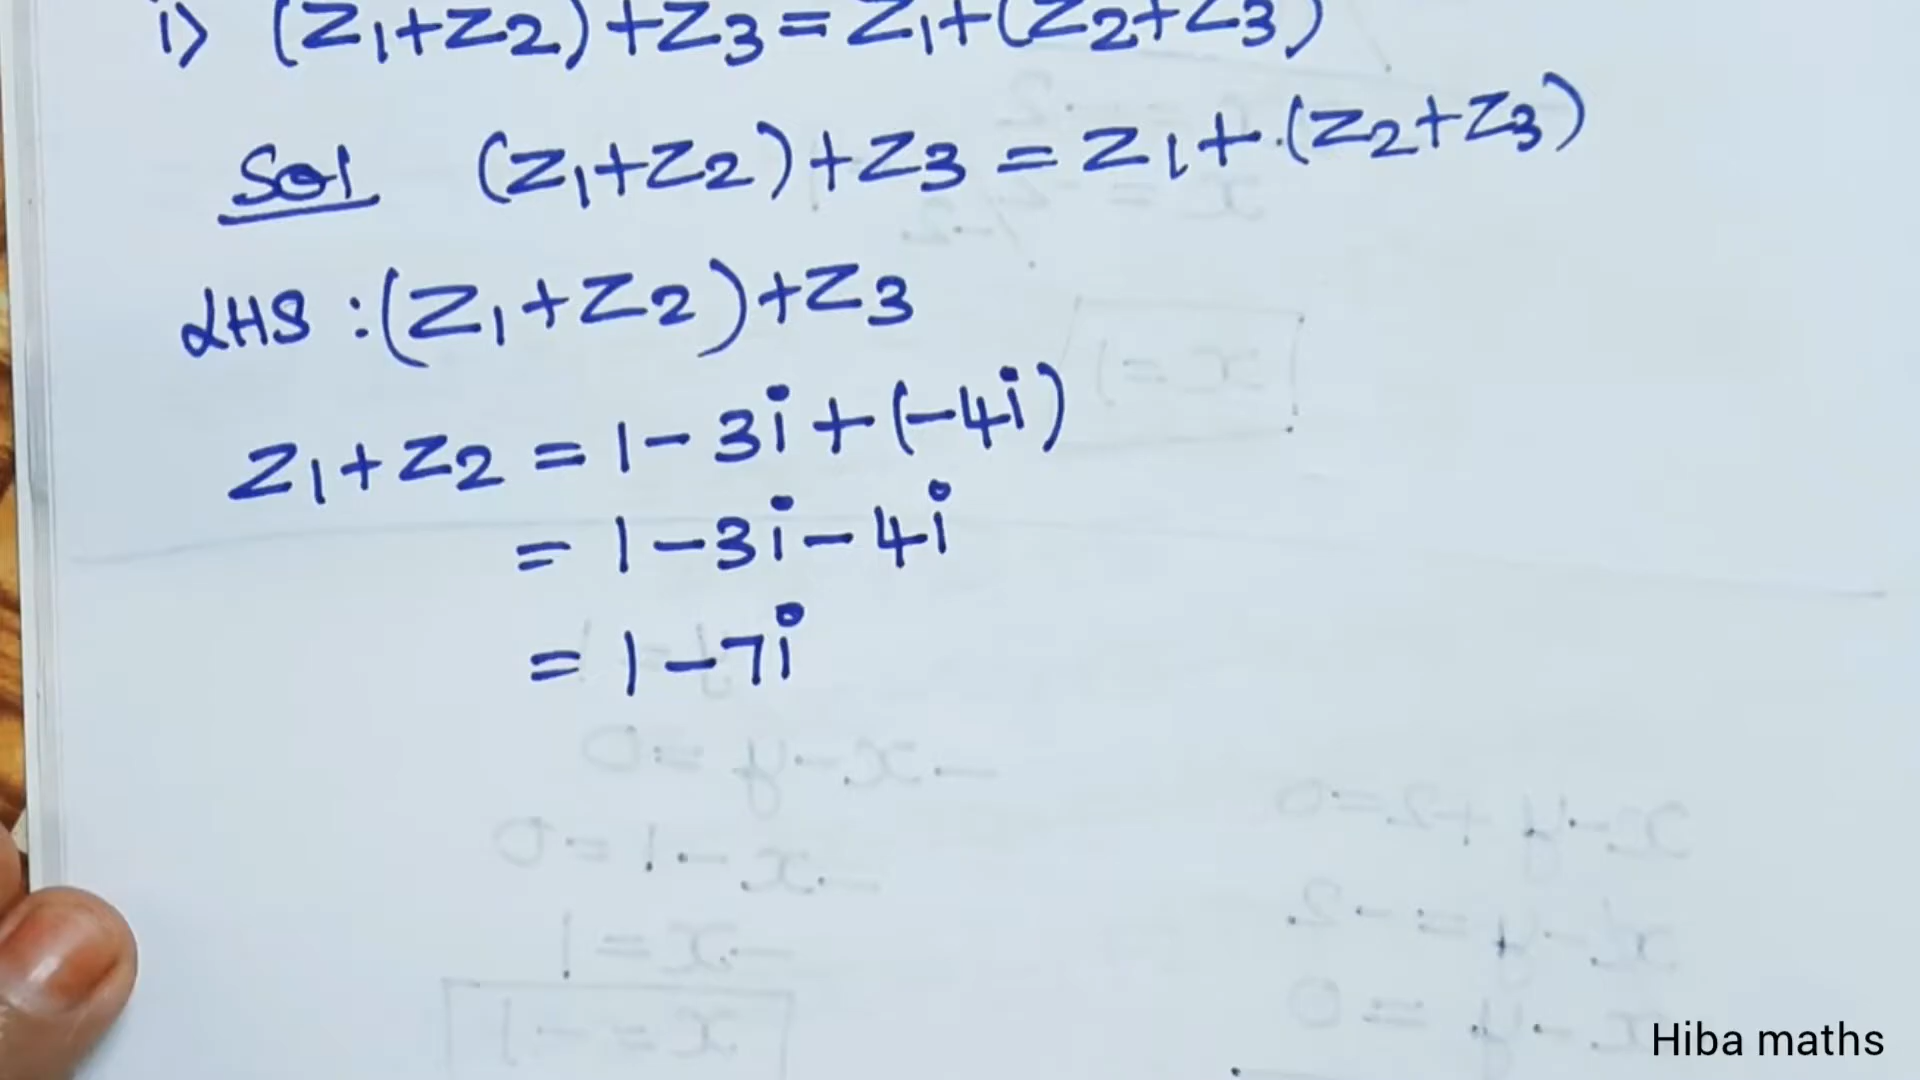 i) (Z1+Z2)+Z3=Z1+(Z2+Z3)
Sol (Z1+Z2)+Z3=Z1+(Z2+Z3)
LHS :(Z1+Z2)+Z3
Z1+Z2 = 1-3i+(-4i)
= 1-3i-4i
= 1-7i
Hiba maths